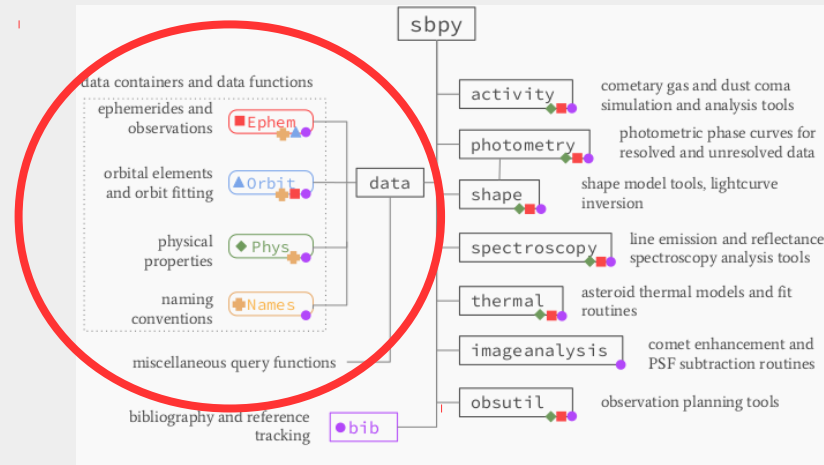 sbpy
data containers and data functions
ephemerides and
observations
Ephem
orbital elements
and orbit fitting
Orbit
data
physical
properties
Phys
naming
conventions
Names
miscellaneous query functions
bibliography and reference
tracking
bib
activity
cometary gas and dust coma
simulation and analysis tools
photometry
photometric phase curves for
resolved and unresolved data
shape
shape model tools, lightcurve
inversion
spectroscopy
line emission and reflectance
spectroscopy analysis tools
thermal
asteroid thermal models and fit
routines
imageanalysis
comet enhancement and
PSF subtraction routines
obsutil
observation planning tools